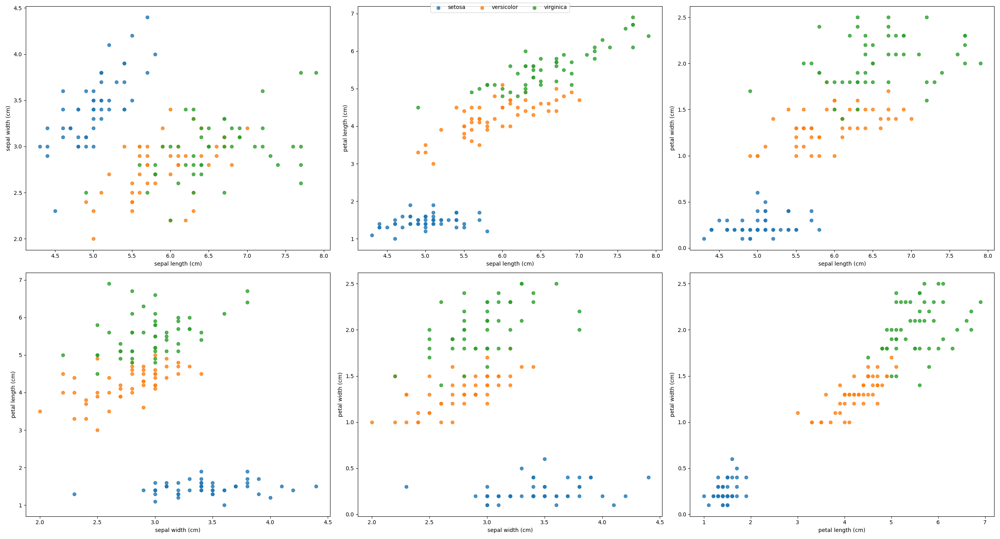 setosa versicolor virginica
4.5
4.0
3.5
3.0
2.5
2.0
sepal width (cm)
4.5 5.0 5.5 6.0 6.5 7.0 7.5 8.0
sepal length (cm)
7
6
5
4
3
2
1
petal length (cm)
4.5 5.0 5.5 6.0 6.5 7.0 7.5 8.0
sepal length (cm)
2.5
2.0
1.5
1.0
0.5
0.0
petal width (cm)
4.5 5.0 5.5 6.0 6.5 7.0 7.5 8.0
sepal length (cm)
7
6
5
4
3
2
1
petal length (cm)
2.0 2.5 3.0 3.5 4.0 4.5
sepal width (cm)
2.5
2.0
1.5
1.0
0.5
0.0
petal width (cm)
2.0 2.5 3.0 3.5 4.0 4.5
sepal width (cm)
2.5
2.0
1.5
1.0
0.5
0.0
petal width (cm)
1 2 3 4 5 6 7
petal length (cm)